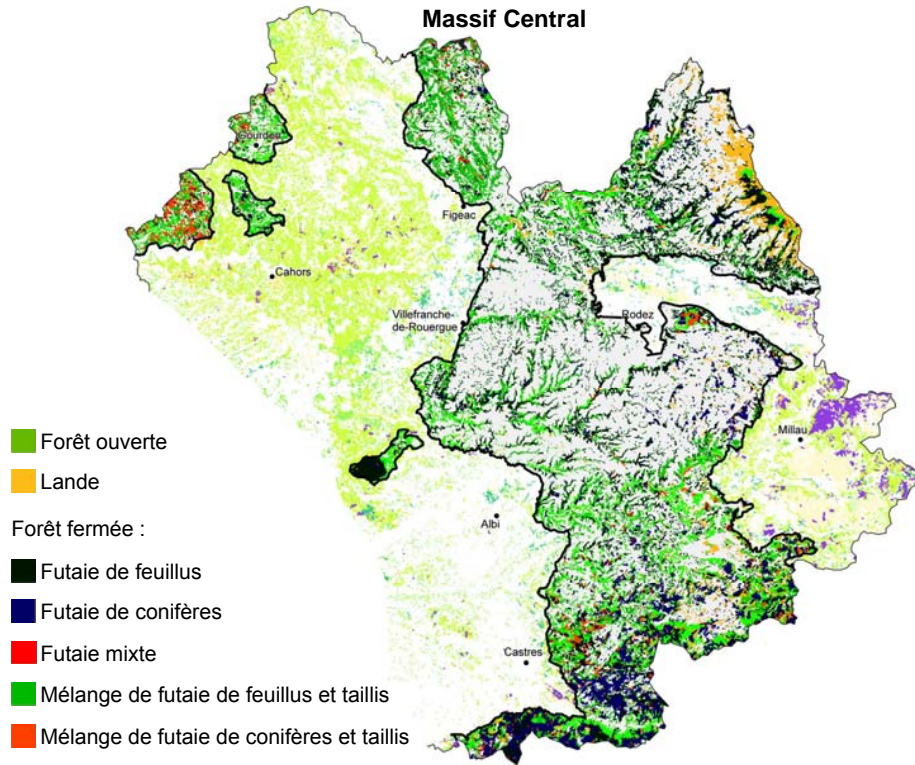 Massif Central
Gourdon
Figeac
Cahors
Villefranche-
de-Rouergue
Rodez
Millau
Forêt ouverte
Lande
Forêt fermée :
Albi
Futaie de feuillus
Futaie de conifères
Futaie mixte
Castres
Mélange de futaie de feuillus et taillis
Mélange de futaie de conifères et taillis